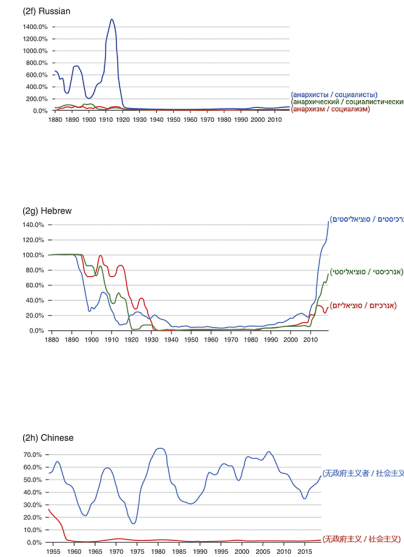 (2f) Russian
1400.0%
1200.0%
1000.0%
800.0%
600.0%
400.0%
200.0%
0.0%
(анархисты / социалисты)
(анархический / социалистически
(анархизм / социализм)
1880 1890 1900 1910 1920 1930 1940 1950 1960 1970 1980 1990 2000 2010
(2g) Hebrew
140.0%
120.0%
100.0%
80.0%
60.0%
40.0%
20.0%
0.0%
(אנרכיסטים / סוציאליסטים)
(אנרכיסטי / סוציאליסטי)
(אנרכיזם / סוציאליזם)
1880 1890 1900 1910 1920 1930 1940 1950 1960 1970 1980 1990 2000 2010
(2h) Chinese
70.0%
60.0%
50.0%
40.0%
30.0%
20.0%
10.0%
0.0%
(无政府主义者 / 社会主义
(无政府主义 / 社会主义)
1955 1960 1965 1970 1975 1980 1985 1990 1995 2000 2005 2010 2015